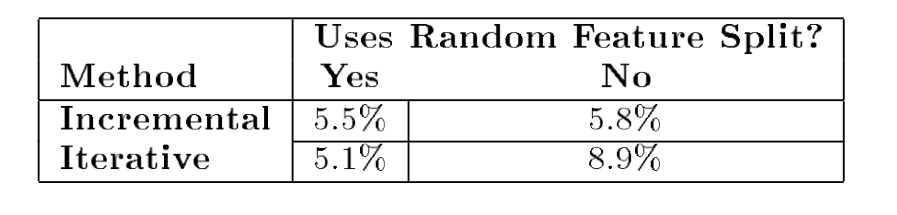 Uses Random Feature Split?
Method Yes No
Incremental 5.5% 5.8%
Iterative 5.1% 8.9%